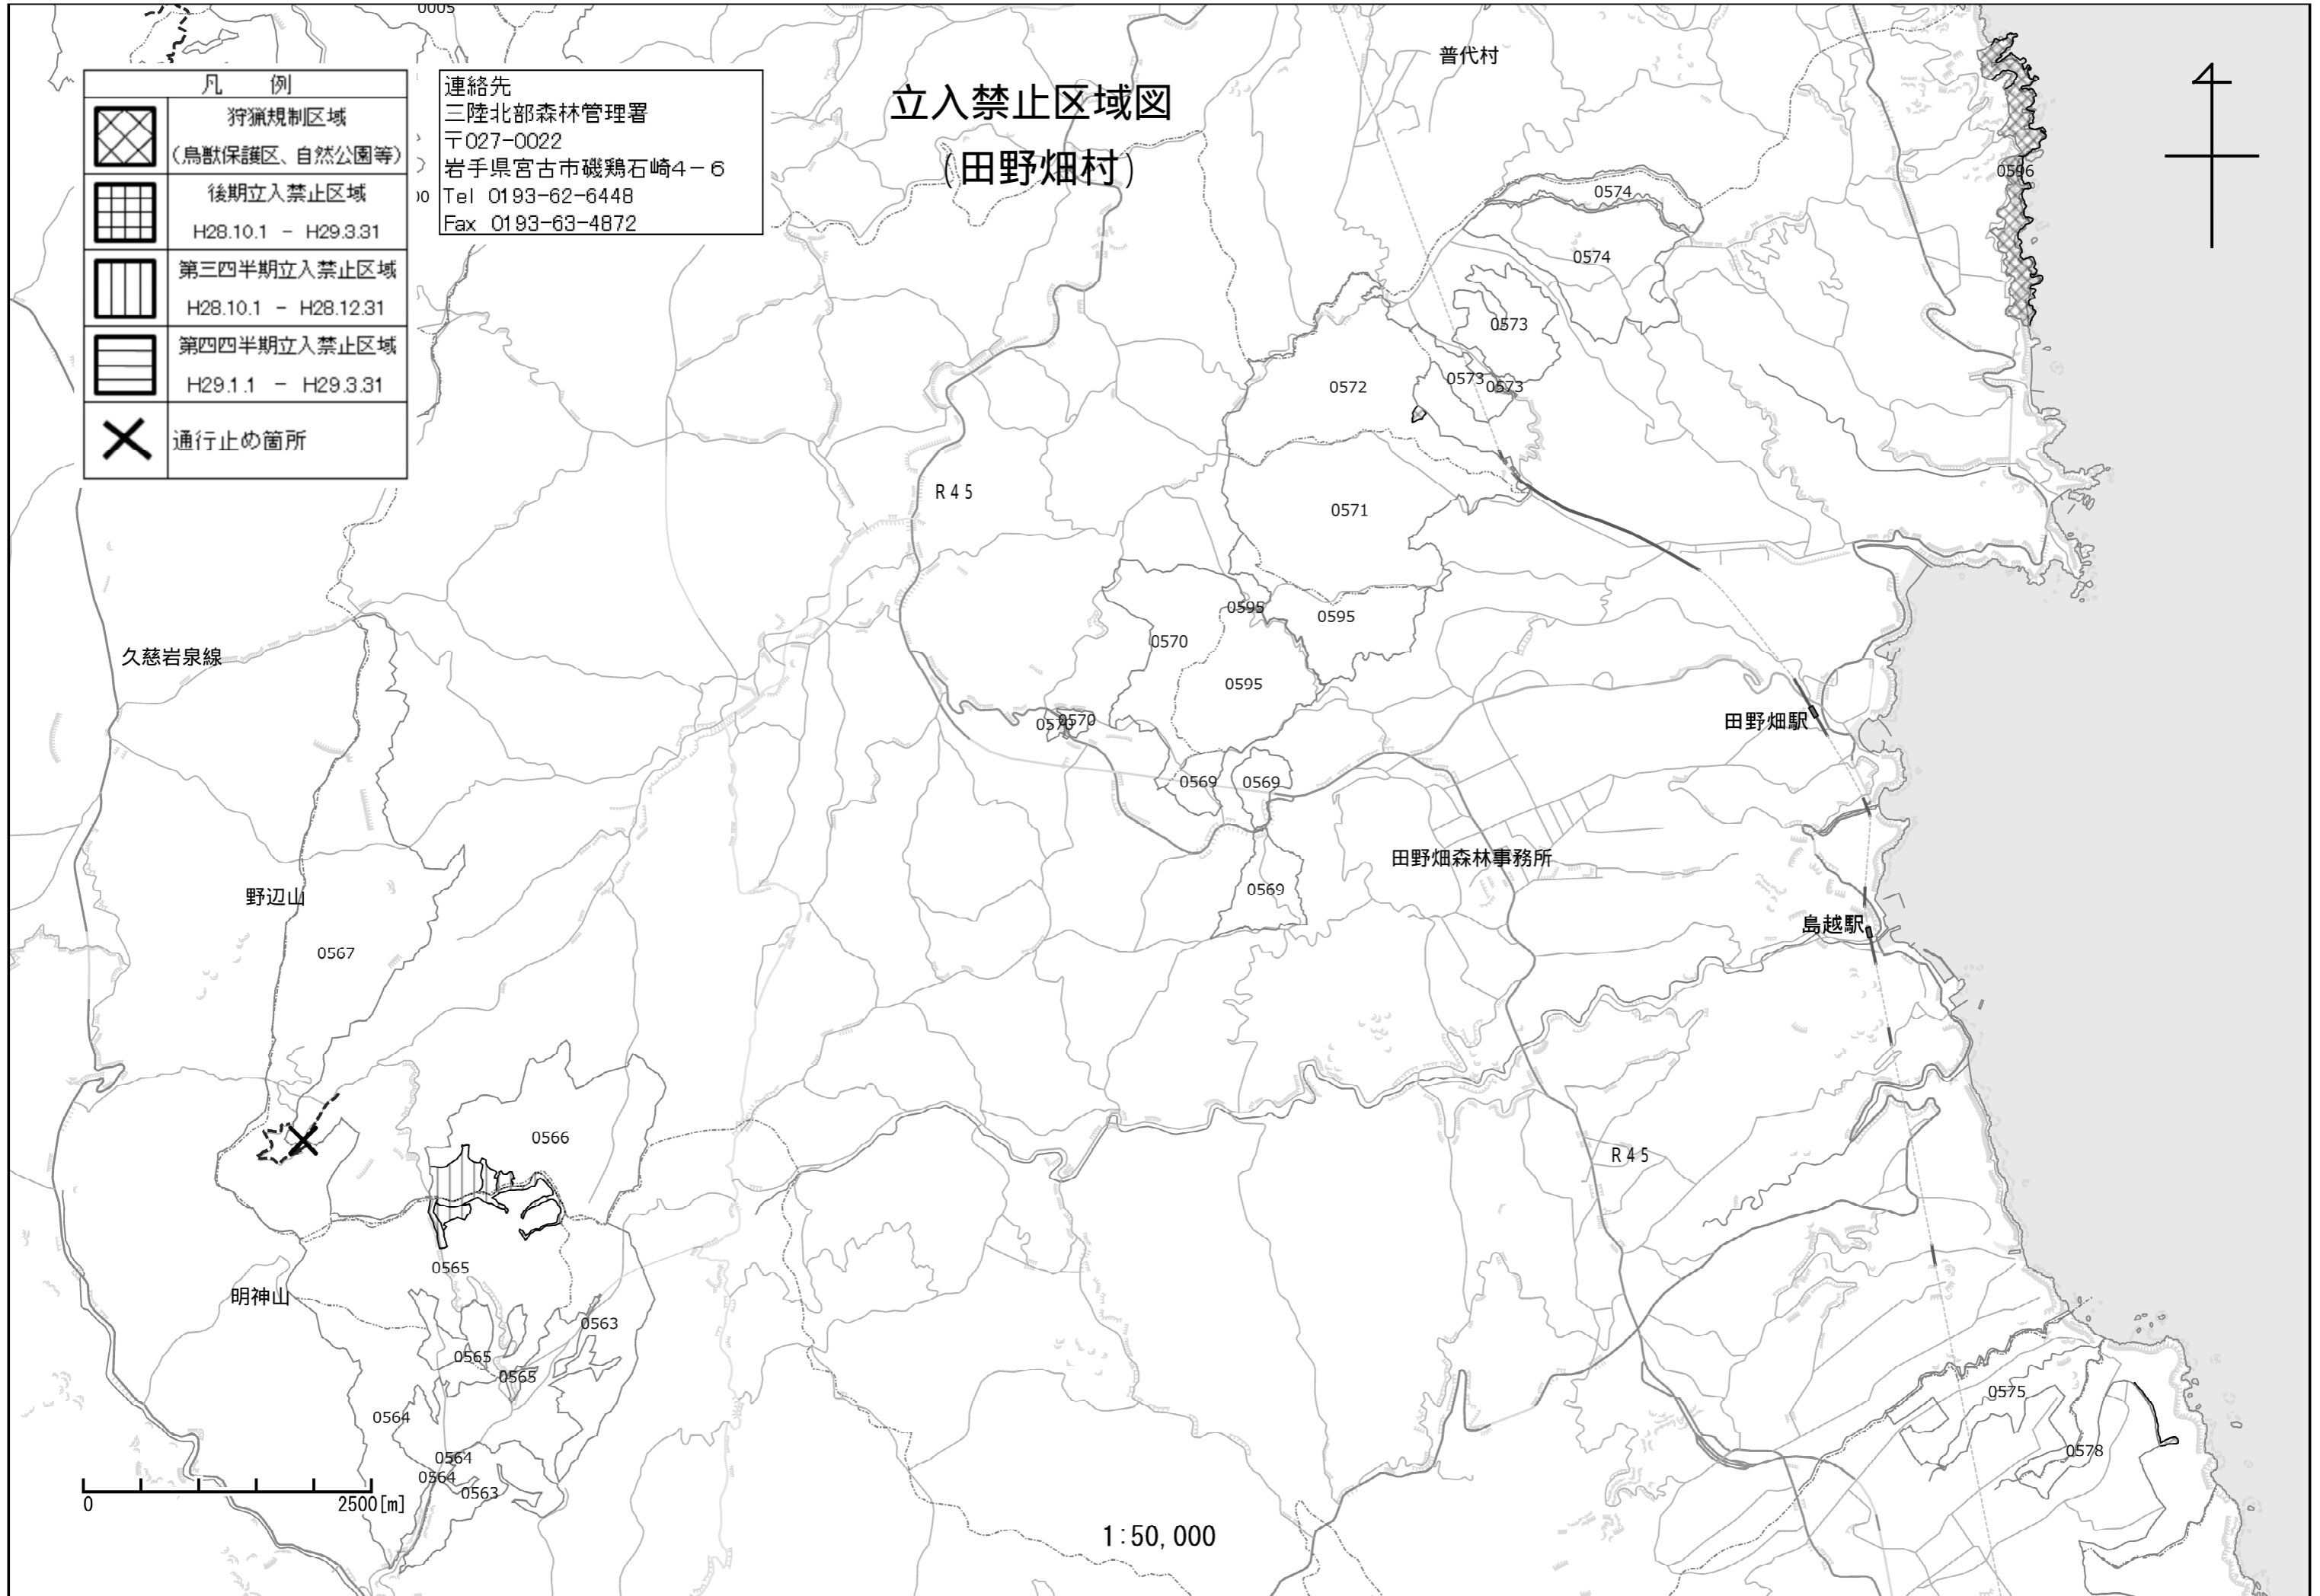 0005
凡 例
狩猟規制区域
(鳥獣保護区、自然公園等)
後期立入禁止区域
H28.10.1 - H29.3.31
第三四半期立入禁止区域
H28.10.1 - H28.12.31
第四四半期立入禁止区域
H29.1.1 - H29.3.31
通行止め箇所
連絡先
三陸北部森林管理署
〒027-0022
岩手県宮古市磯鶏石崎4-6
Tel 0193-62-6448
Fax 0193-63-4872
00
立入禁止区域図
(田野畑村)
普代村
0596
0574
0574
0573
0572
0573
0573
R45
0571
0595
0595
0570
久慈岩泉線
0595
0570
0570
田野畑駅
0569
0569
田野畑森林事務所
0569
野辺山
島越駅
0567
0566
R45
0565
明神山
0563
0565
0565
0575
0564
0578
0564
0564
0563
0
2500[m]
1:50,000